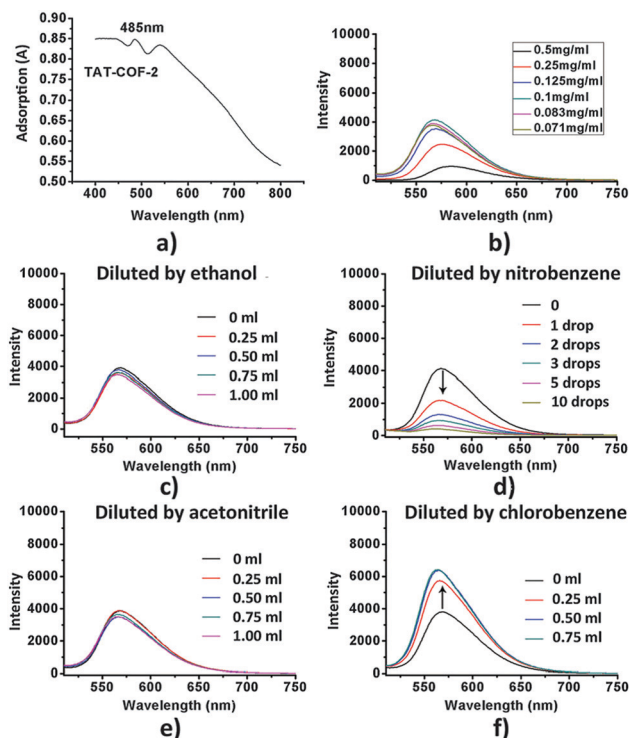 485nm
TAT-COF-2
Adsorption (A)
0.90
0.85
0.80
0.75
0.70
0.65
0.60
0.55
0.50
400 500 600 700 800
Wavelength (nm)
a)
Intensity
10000
8000
6000
4000
2000
0
0.5mg/ml
0.25mg/ml
0.125mg/ml
0.1mg/ml
0.083mg/ml
0.071mg/ml
550 600 650 700 750
Wavelength (nm)
b)
Diluted by ethanol
Intensity
10000
8000
6000
4000
2000
0
0 ml
0.25 ml
0.50 ml
0.75 ml
1.00 ml
550 600 650 700 750
Wavelength (nm)
c)
Diluted by nitrobenzene
Intensity
10000
8000
6000
4000
2000
0
0
1 drop
2 drops
3 drops
5 drops
10 drops
550 600 650 700 750
Wavelength (nm)
d)
Diluted by acetonitrile
Intensity
10000
8000
6000
4000
2000
0
0 ml
0.25 ml
0.50 ml
0.75 ml
1.00 ml
550 600 650 700 750
Wavelength (nm)
e)
Diluted by chlorobenzene
Intensity
10000
8000
6000
4000
2000
0
0 ml
0.25 ml
0.50 ml
0.75 ml
550 600 650 700 750
Wavelength (nm)
f)